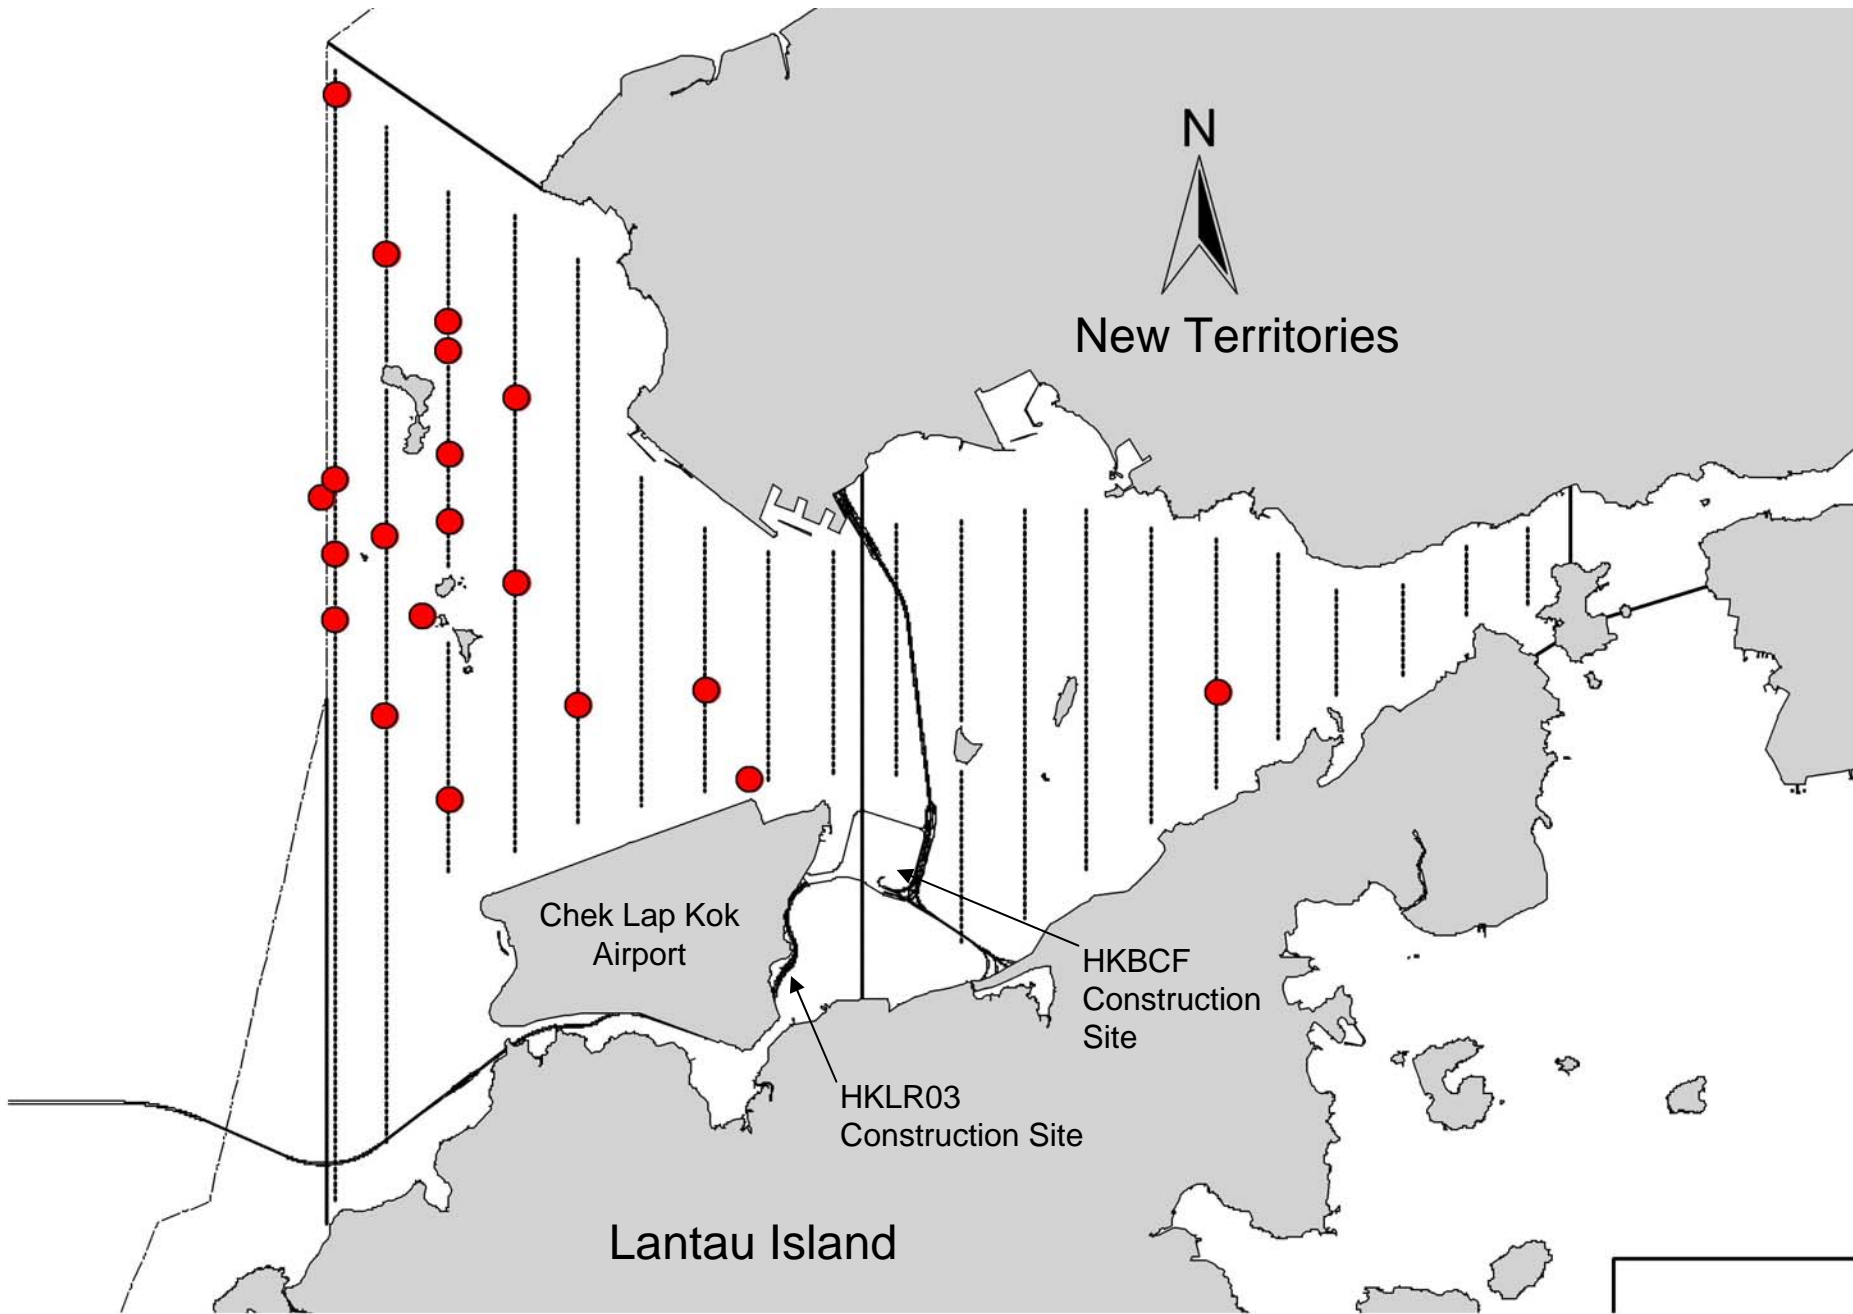 N
New Territories
Chek Lap Kok
Airport
HKBCF
Construction
Site
HKLR03
Construction Site
Lantau Island